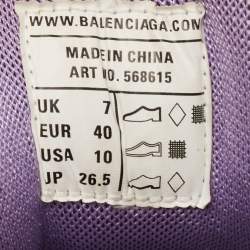 WWW.BALENCIAGA.COM
MADE IN CHINA
ART NO. 568615
UK 7
EUR 40
USA 10
JP 26.5